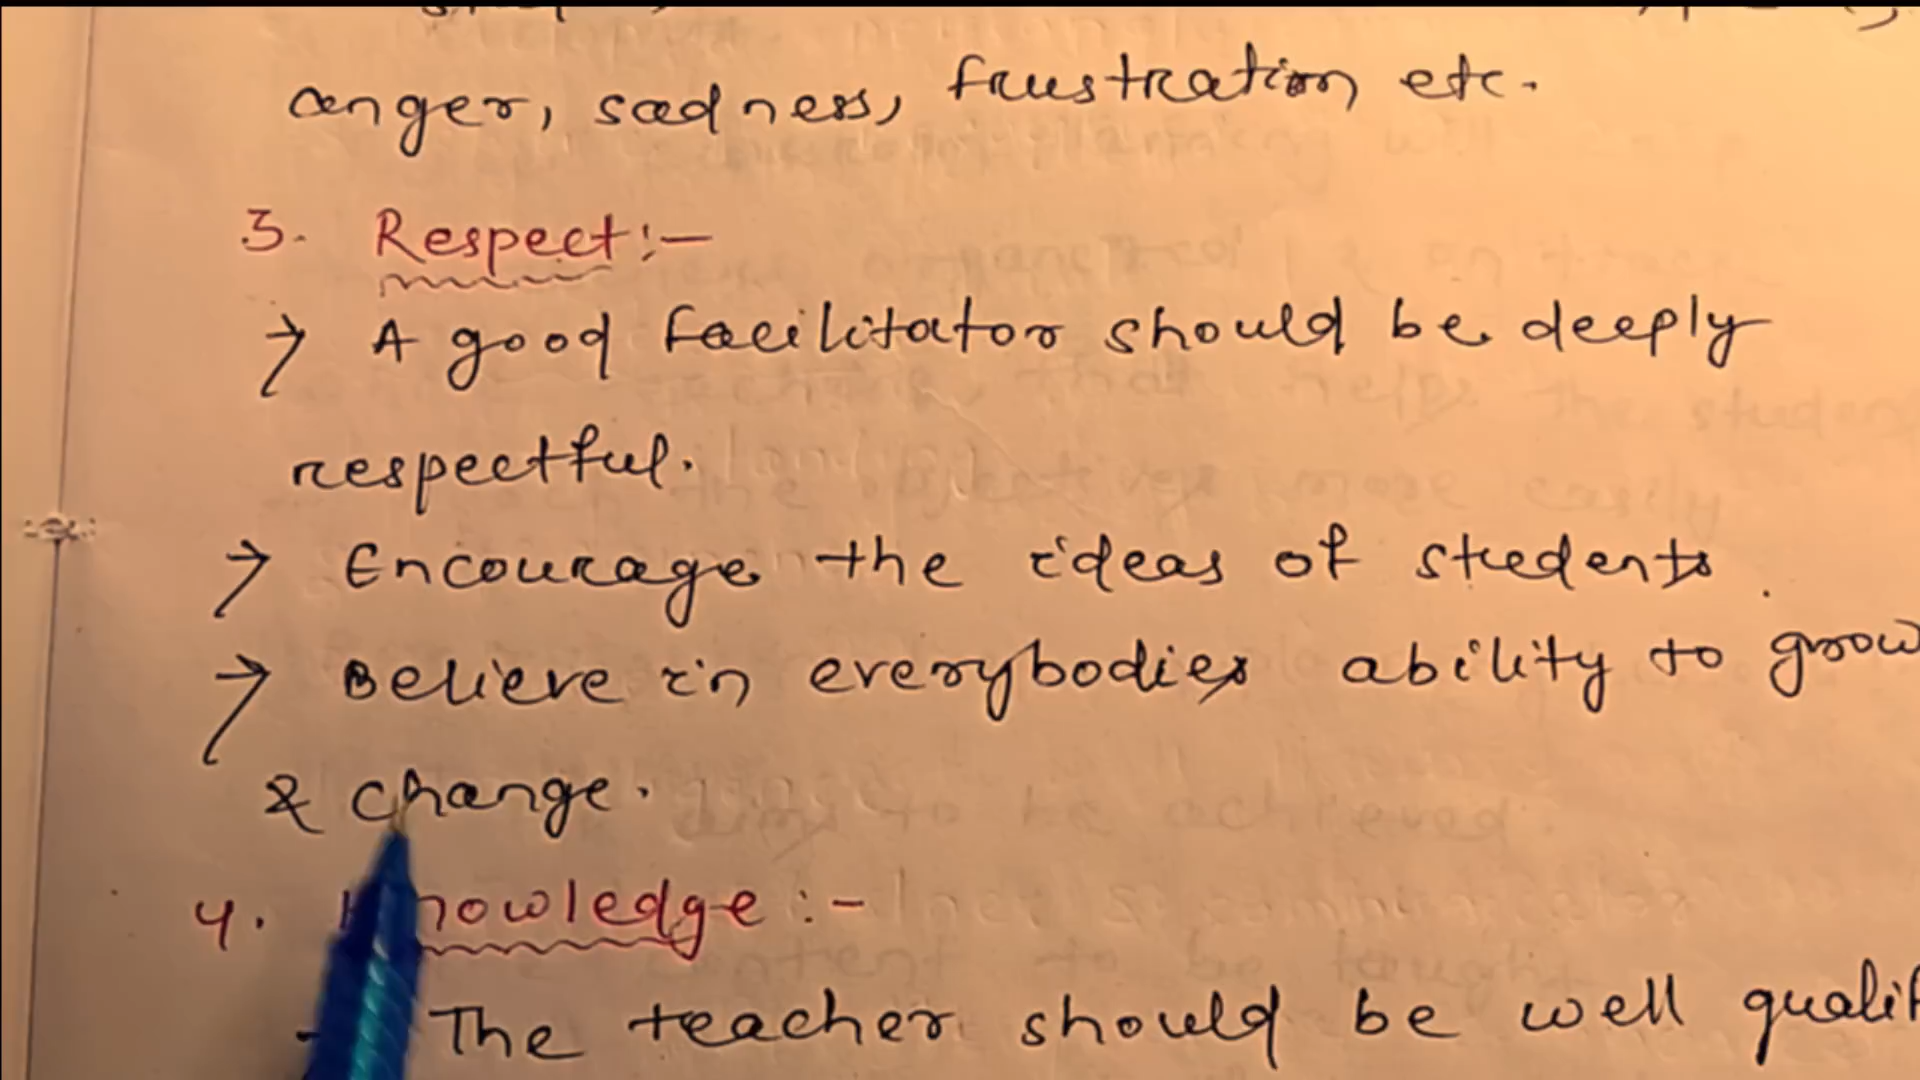 anger, sadness, frustration etc.
3. Respect :-
→ A good facilitator should be deeply
respectful.
→ Encourage the ideas of students.
→ Believe in everybodies ability to grow
& change.
4. Knowledge :-
- The teacher should be well